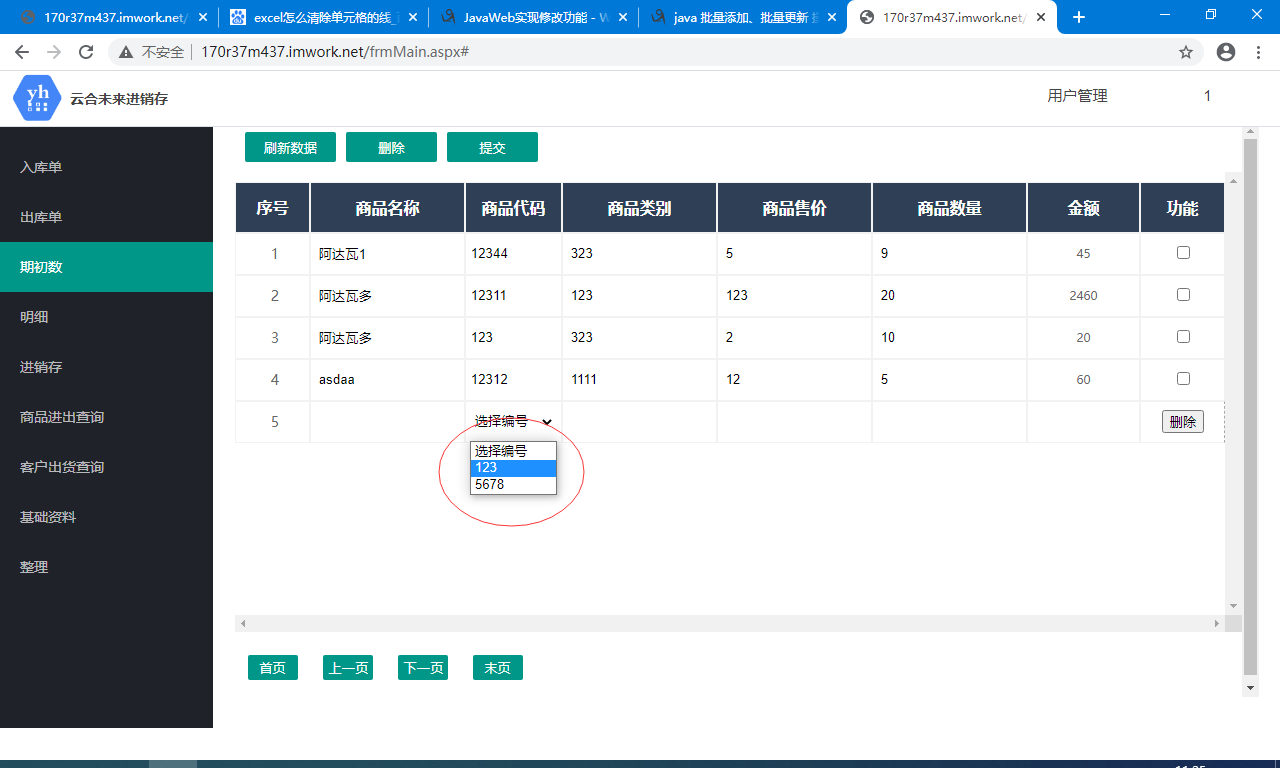 170r37m437.imwork.net/
excel怎么清除单元格的线_
JavaWeb实现修改功能 - W
java 批量添加、批量更新
170r37m437.imwork.net/
不安全 170r37m437.imwork.net/frmMain.aspx#
yh
云合未来进销存
用户管理 1
入库单
出库单
期初数
明细
进销存
商品进出查询
客户出货查询
基础资料
整理
刷新数据 删除 提交
序号 商品名称 商品代码 商品类别 商品售价 商品数量 金额 功能
1 阿达瓦1 12344 323 5 9 45
2 阿达瓦多 12311 123 123 20 2460
3 阿达瓦多 123 323 2 10 20
4 asdaa 12312 1111 12 5 60
5 选择编号 删除
选择编号
123
5678
首页 上一页 下一页 末页